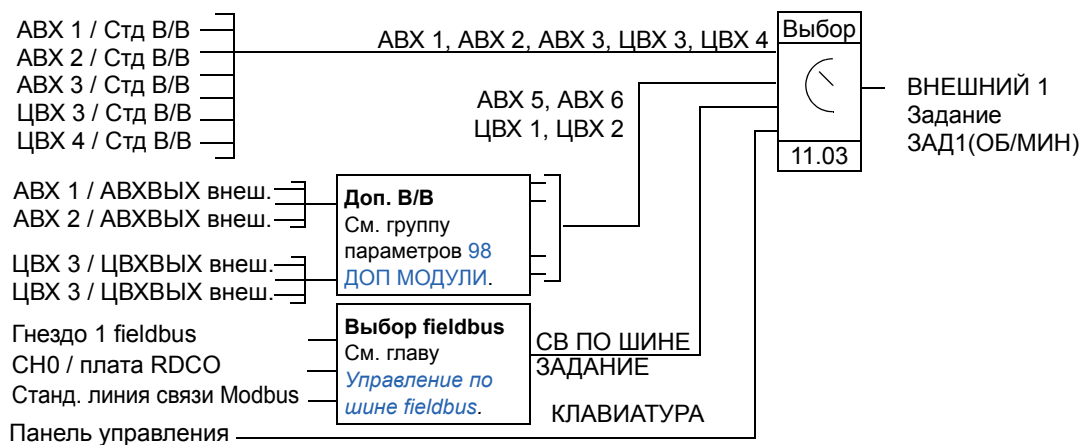 АВХ 1 / Стд В/В
АВХ 2 / Стд В/В
АВХ 3 / Стд В/В
ЦВХ 3 / Стд В/В
ЦВХ 4 / Стд В/В
АВХ 1, АВХ 2, АВХ 3, ЦВХ 3, ЦВХ 4
Выбор
11.03
ВНЕШНИЙ 1
Задание
ЗАД1(ОБ/МИН)
АВХ 5, АВХ 6
ЦВХ 1, ЦВХ 2
АВХ 1 / АВХВЫХ внеш.
АВХ 2 / АВХВЫХ внеш.
ЦВХ 3 / ЦВХВЫХ внеш.
ЦВХ 3 / ЦВХВЫХ внеш.
Доп. В/В
См. группу
параметров 98
ДОП МОДУЛИ.
Гнездо 1 fieldbus
CH0 / плата RDCO
Станд. линия связи Modbus
Выбор fieldbus
См. главу
Управление по
шине fieldbus.
СВ ПО ШИНЕ
ЗАДАНИЕ
КЛАВИАТУРА
Панель управления